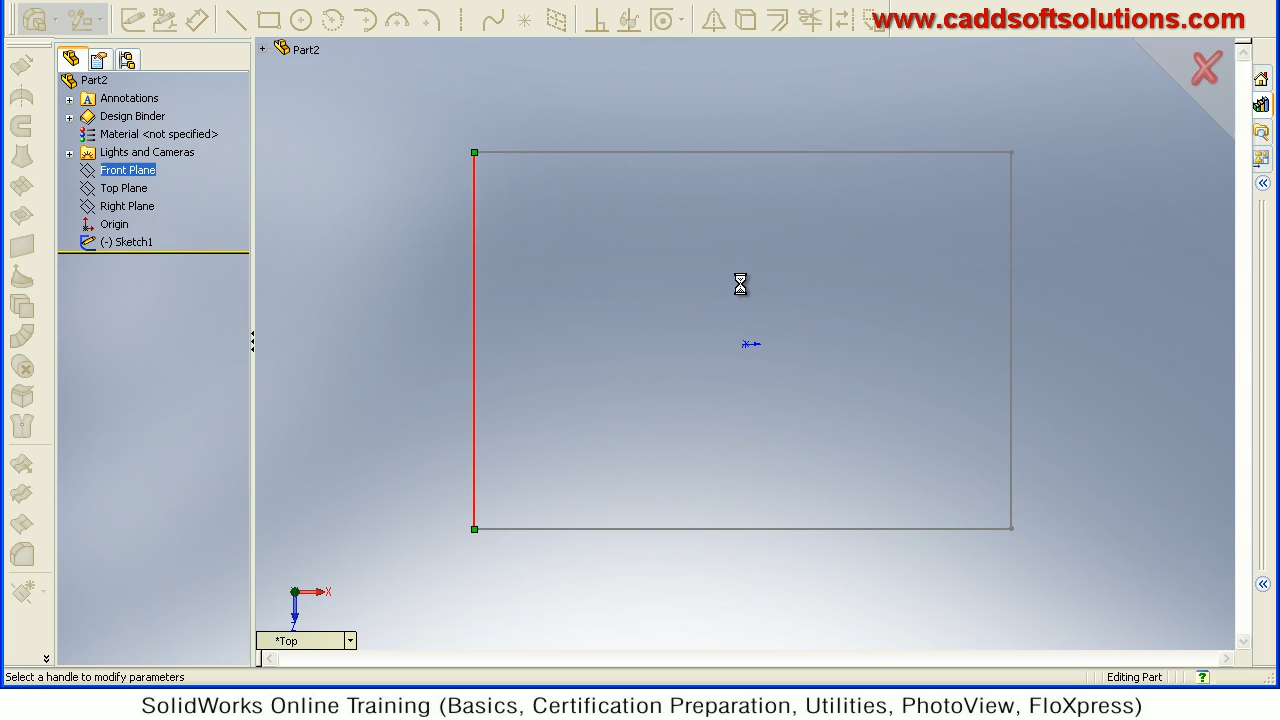 www.caddsoftsolutions.com
3D
Part2
Part2
Annotations
Design Binder
Material <not specified>
Lights and Cameras
Front Plane
Top Plane
Right Plane
Origin
(-) Sketch1
X
Z
*Top
Select a handle to modify parameters
Editing Part
?
SolidWorks Online Training (Basics, Certification Preparation, Utilities, PhotoView, FloXpress)